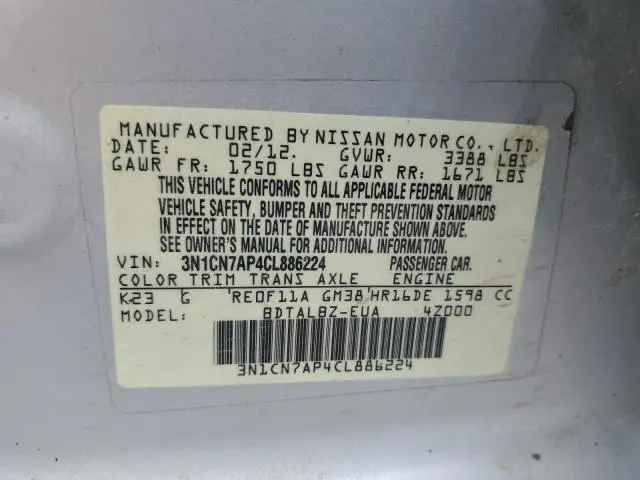 MANUFACTURED BY NISSAN MOTOR CO., LTD.
DATE: 02/12. GVWR: 3388 LBS
GAWR FR: 1750 LBS GAWR RR: 1671 LBS
THIS VEHICLE CONFORMS TO ALL APPLICABLE FEDERAL MOTOR
VEHICLE SAFETY, BUMPER AND THEFT PREVENTION STANDARDS
IN EFFECT ON THE DATE OF MANUFACTURE SHOWN ABOVE.
SEE OWNER'S MANUAL FOR ADDITIONAL INFORMATION.
VIN: 3N1CN7AP4CL886224 PASSENGER CAR.
COLOR TRIM TRANS AXLE ENGINE
K23 G RE0F11A GM38 HR16DE 1598 CC
MODEL: BDTALBZ-EUA 4Z000
3N1CN7AP4CL886224